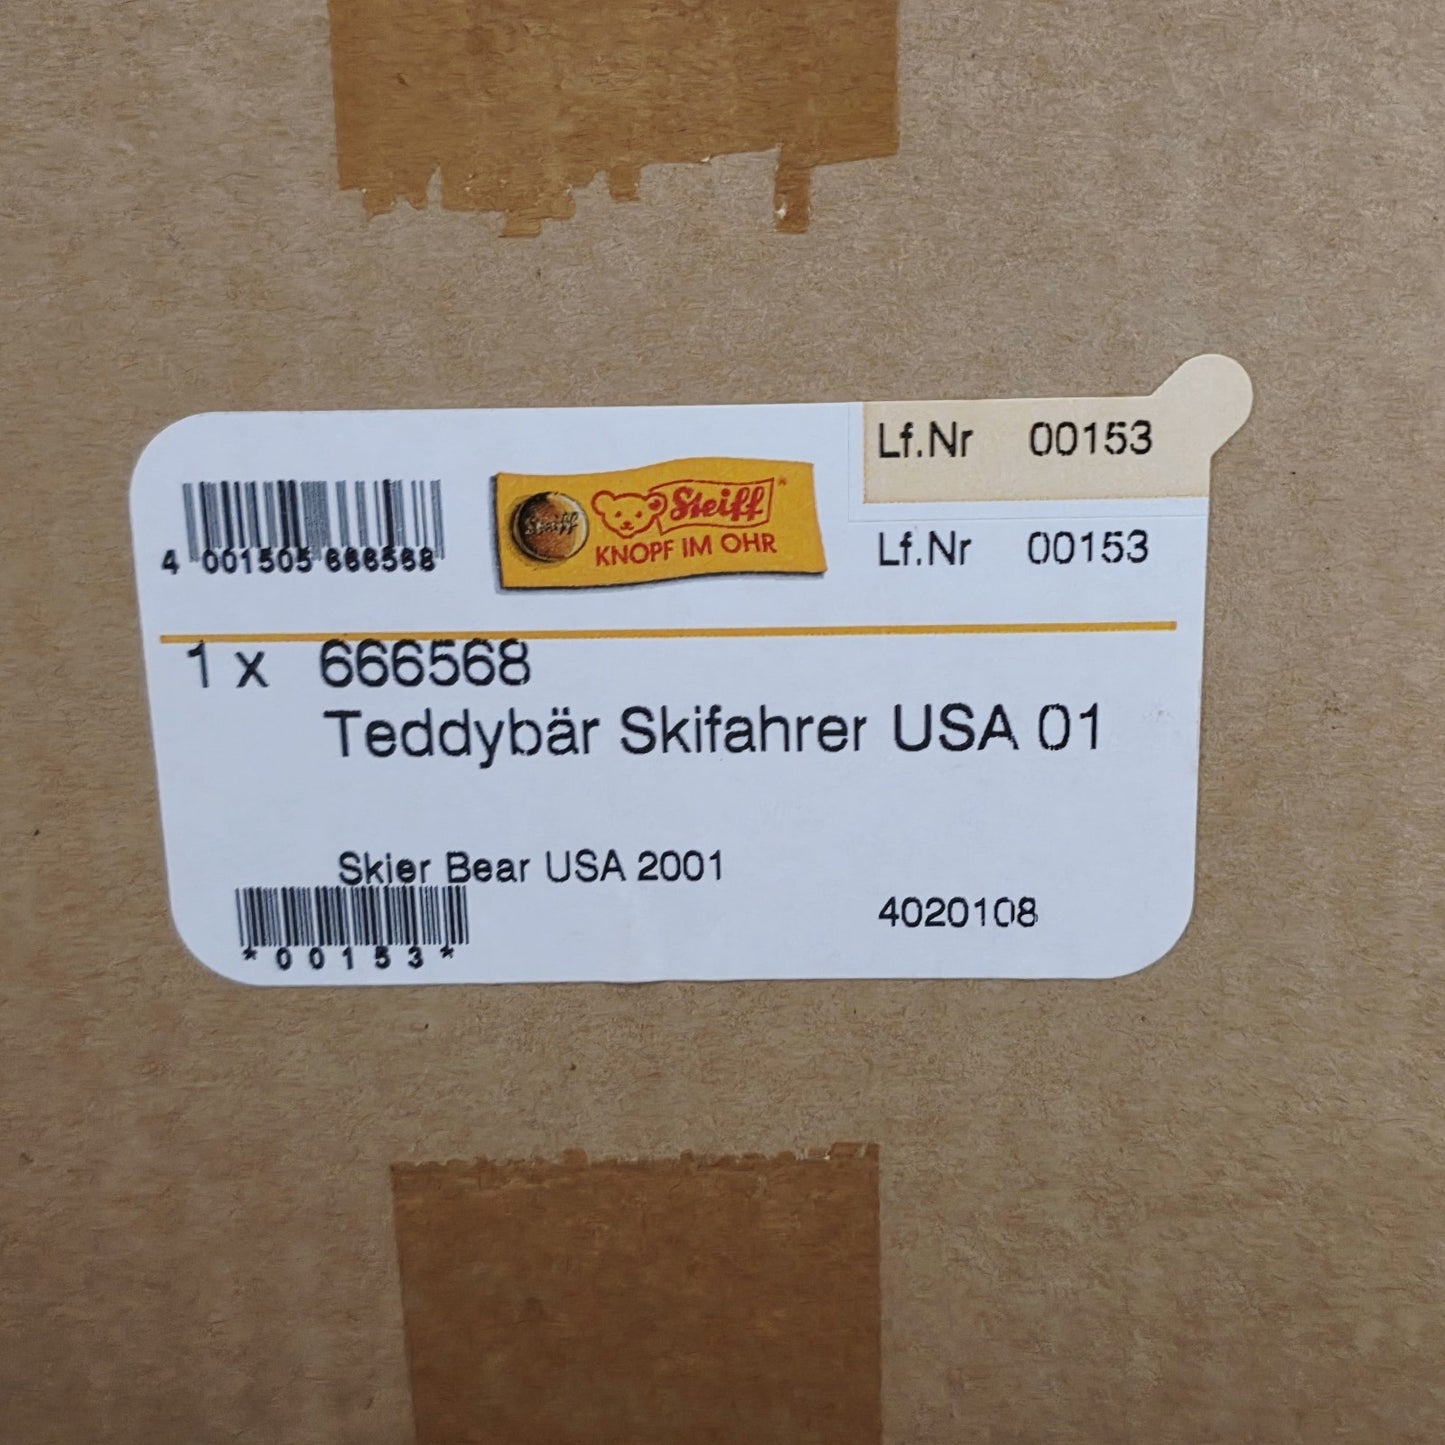 Lf.Nr 00153
4 001505 666568
Steiff
Steiff
KNOPF IM OHR
Lf.Nr 00153
1 x 666568
Teddybär Skifahrer USA 01
Skier Bear USA 2001
*00153*
4020108